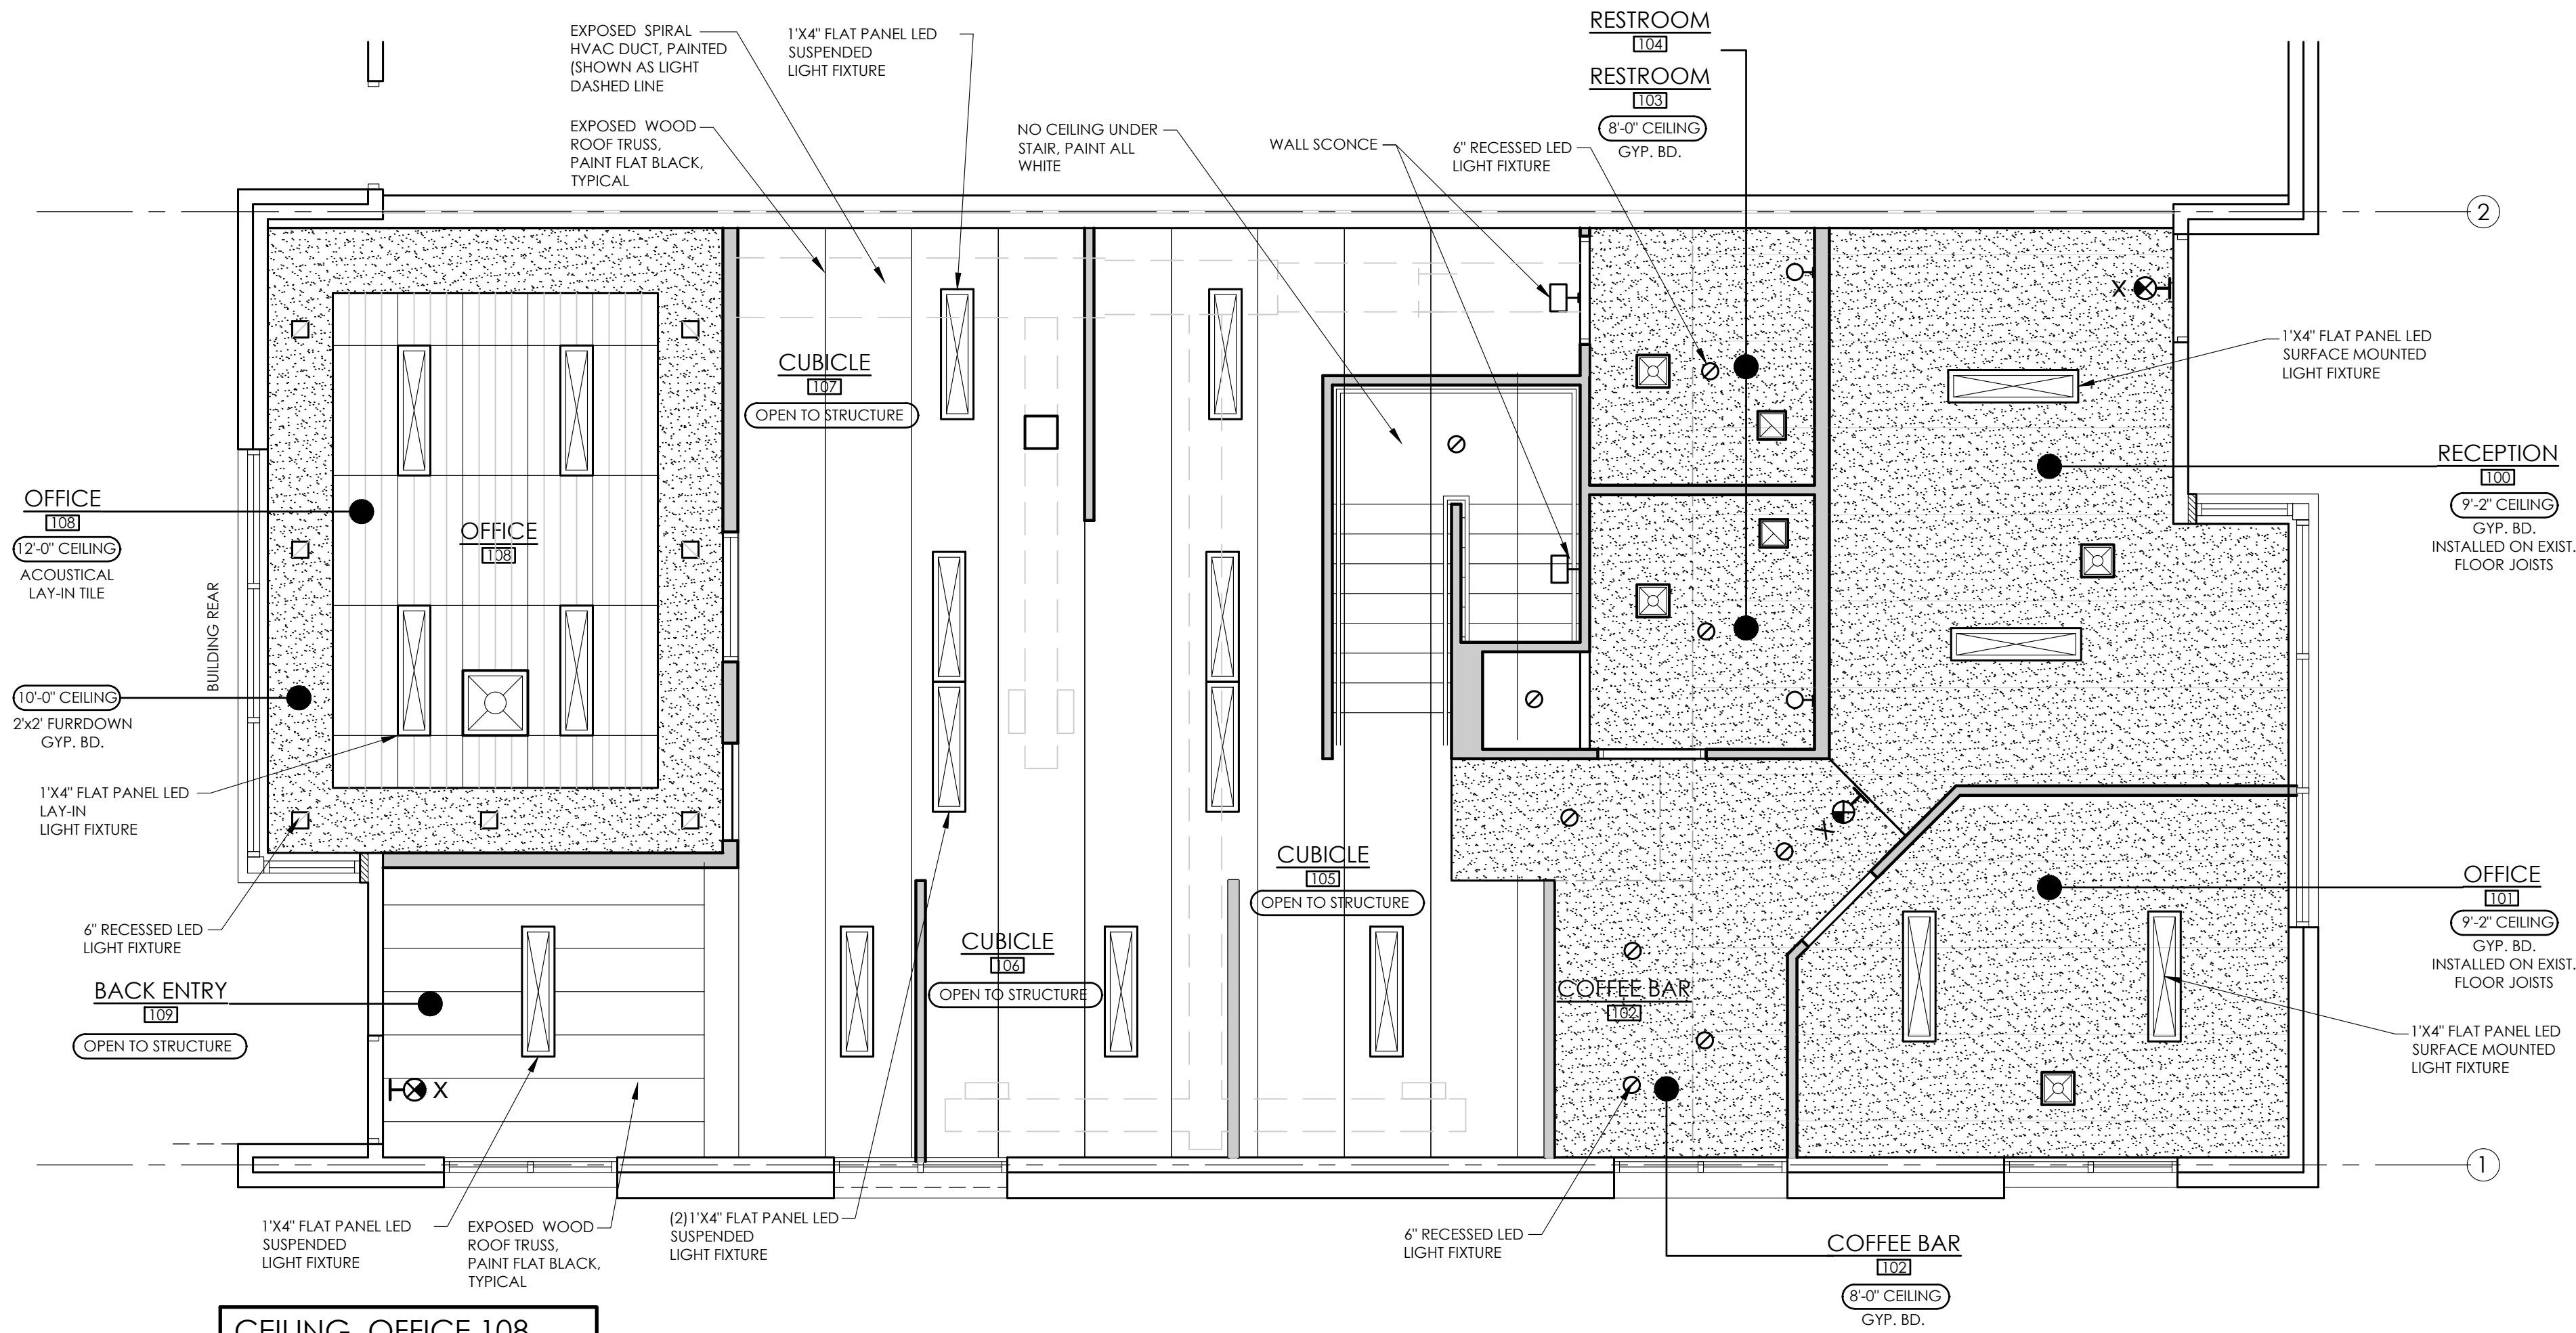 EXPOSED  SPIRAL
HVAC DUCT, PAINTED
(SHOWN AS LIGHT
DASHED LINE
1'X4" FLAT PANEL LED
SUSPENDED
LIGHT FIXTURE
EXPOSED  WOOD
ROOF TRUSS,
PAINT FLAT BLACK,
TYPICAL
NO CEILING UNDER
STAIR, PAINT ALL
WHITE
WALL SCONCE
6" RECESSED LED
LIGHT FIXTURE
RESTROOM
104
RESTROOM
103
8'-0" CEILING
GYP. BD.
2
X
1'X4" FLAT PANEL LED
SURFACE MOUNTED
LIGHT FIXTURE
CUBICLE
107
OPEN TO STRUCTURE
RECEPTION
100
9'-2" CEILING
GYP. BD.
INSTALLED ON EXIST.
FLOOR JOISTS
OFFICE
108
12'-0" CEILING
ACOUSTICAL
LAY-IN TILE
OFFICE
108
BUILDING REAR
10'-0" CEILING
2'x2' FURRDOWN
GYP. BD.
1'X4" FLAT PANEL LED
LAY-IN
LIGHT FIXTURE
X
CUBICLE
105
OPEN TO STRUCTURE
OFFICE
101
9'-2" CEILING
GYP. BD.
INSTALLED ON EXIST.
FLOOR JOISTS
6" RECESSED LED
LIGHT FIXTURE
CUBICLE
106
OPEN TO STRUCTURE
BACK ENTRY
109
OPEN TO STRUCTURE
COFFEE BAR
102
1'X4" FLAT PANEL LED
SURFACE MOUNTED
LIGHT FIXTURE
X
1
1'X4" FLAT PANEL LED
SUSPENDED
LIGHT FIXTURE
EXPOSED  WOOD
ROOF TRUSS,
PAINT FLAT BLACK,
TYPICAL
(2)1'X4" FLAT PANEL LED
SUSPENDED
LIGHT FIXTURE
6" RECESSED LED
LIGHT FIXTURE
COFFEE BAR
102
8'-0" CEILING
GYP. BD.
CEILING  OFFICE 108